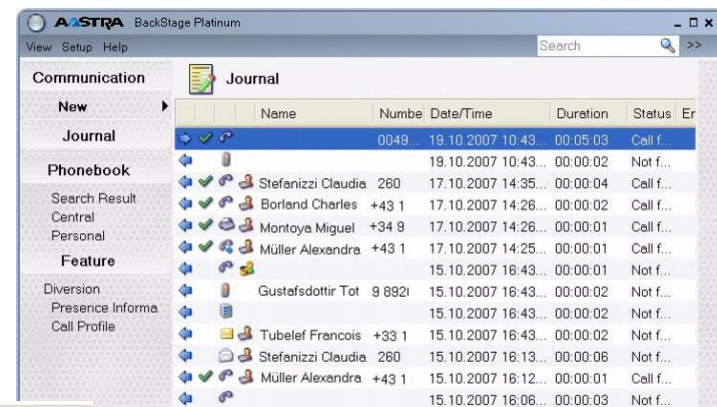 AASTRA BackStage Platinum
View Setup Help Search >>
Communication
New
Journal
Phonebook
Search Result
Central
Personal
Feature
Diversion
Presence Informa
Call Profile
Journal
Name Numbe Date/Time Duration Status Er
0049... 19.10.2007 10:43... 00:05:03 Call f...
19.10.2007 10:43... 00:00:02 Not f...
Stefanizzi Claudia 260 17.10.2007 14:35... 00:00:04 Call f...
Borland Charles +43 1 17.10.2007 14:26... 00:00:02 Call f...
Montoya Miguel +34 9 17.10.2007 14:26... 00:00:01 Call f...
Müller Alexandra +43 1 17.10.2007 14:25... 00:00:01 Call f...
15.10.2007 16:43... 00:00:01 Not f...
Gustafsdottir Tot 9 8920 15.10.2007 16:43... 00:00:02 Not f...
15.10.2007 16:43... 00:00:02 Not f...
Tubelef Francois +33 1 15.10.2007 16:43... 00:00:02 Not f...
Stefanizzi Claudia 260 15.10.2007 16:13... 00:00:06 Not f...
Müller Alexandra +43 1 15.10.2007 16:12... 00:00:01 Call f...
15.10.2007 16:06... 00:00:03 Not f...